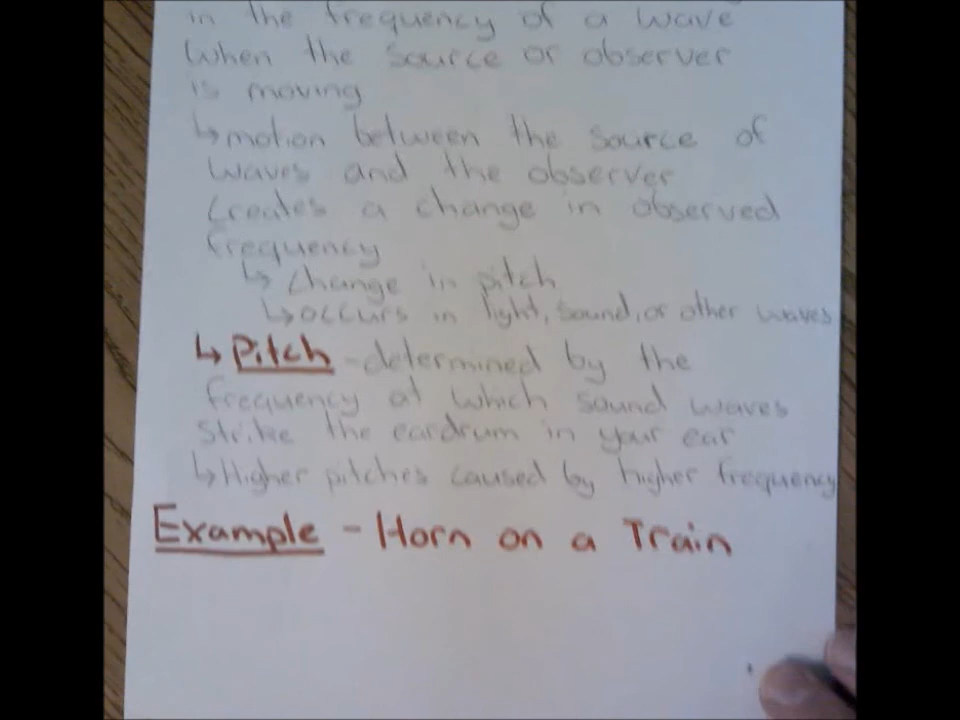 in the frequency of a wave
when the source or observer
is moving
↳ motion between the source of
waves and the observer
creates a change in observed
frequency
↳ change in pitch
↳ occurs in light, sound, or other waves
↳ Pitch - determined by the
frequency at which sound waves
strike the eardrum in your ear
↳ Higher pitches caused by higher frequency
Example - Horn on a Train